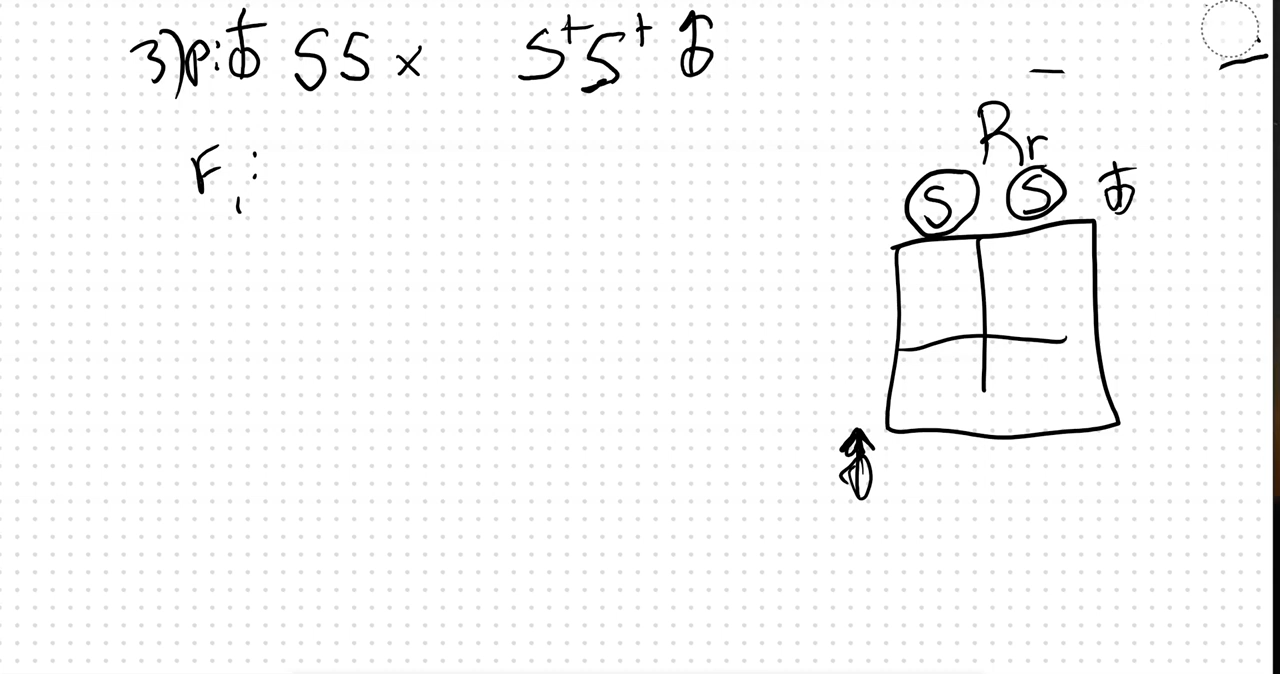 3) P: ♀ SS × S⁺S⁺ ♂
F₁:
Rr
S S ♀
♂